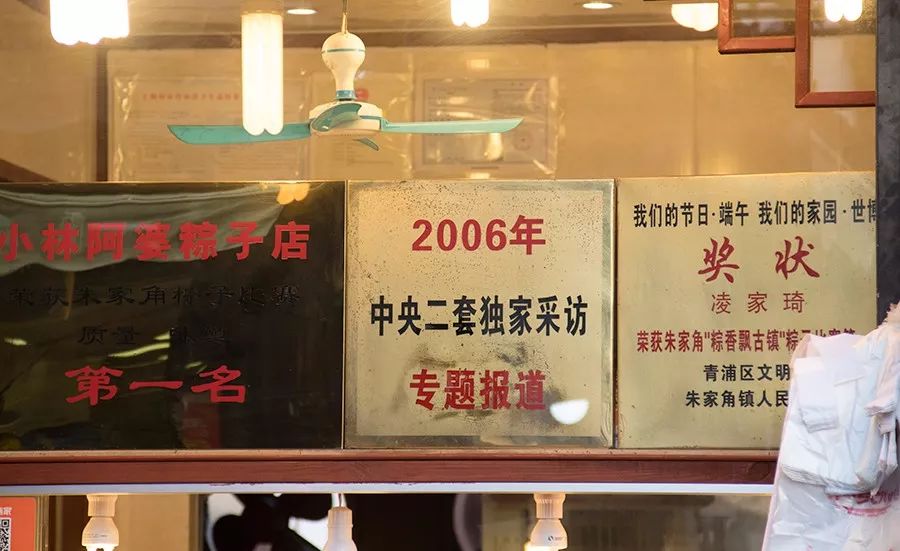 小林阿婆粽子店
荣获朱家角粽子比赛
质量
第一名
2006年
中央二套独家采访
专题报道
我们的节日·端午 我们的家园·世博
奖状
凌家琦
荣获朱家角"粽香飘古镇"粽子比赛
青浦区文明
朱家角镇人民